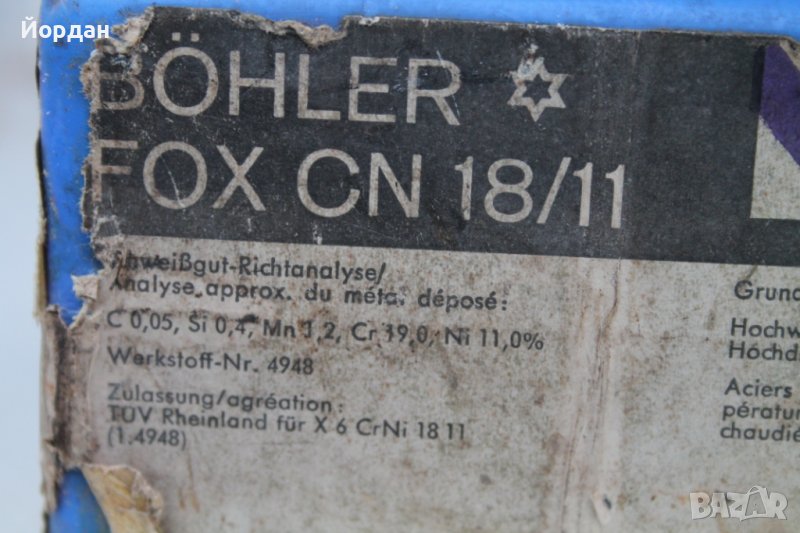 Йордан
BÖHLER
FOX CN 18/11
Schweißgut-Richtanalyse/
Analyse approx. du métal déposé:
C 0,05, Si 0,4, Mn 1,2, Cr 19,0, Ni 11,0%
Werkstoff-Nr. 4948
Zulassung/agréation:
TÜV Rheinland für X 6 CrNi 18 11
(1.4948)
Grund
Hochw
Hochd
Aciers
pératur
chaudiè
BAZAR